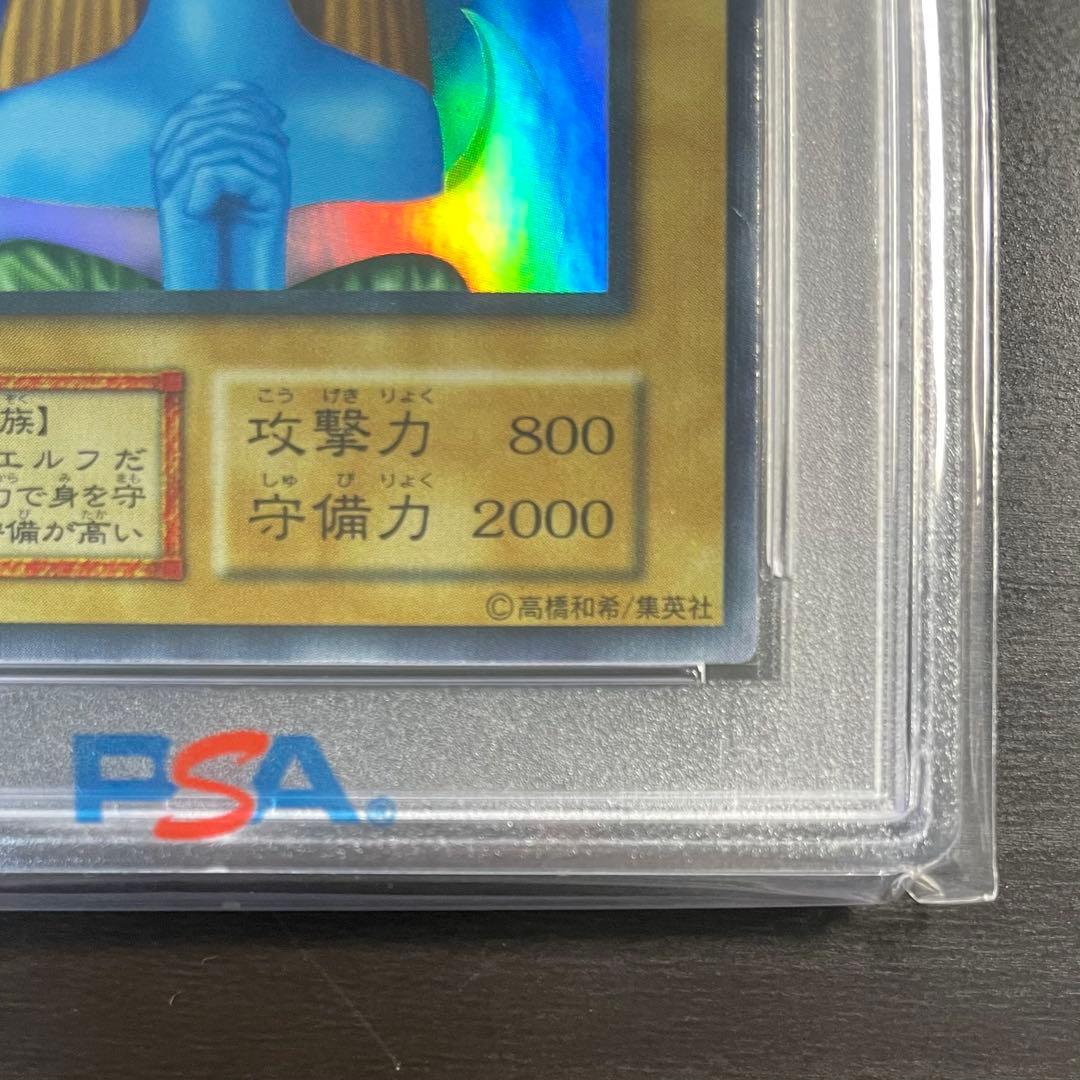 族】
エルフだ
力で身を守
守備が高い
こう げき りょく
攻撃力 800
しゅ び りょく
守備力 2000
©高橋和希/集英社
PSA®